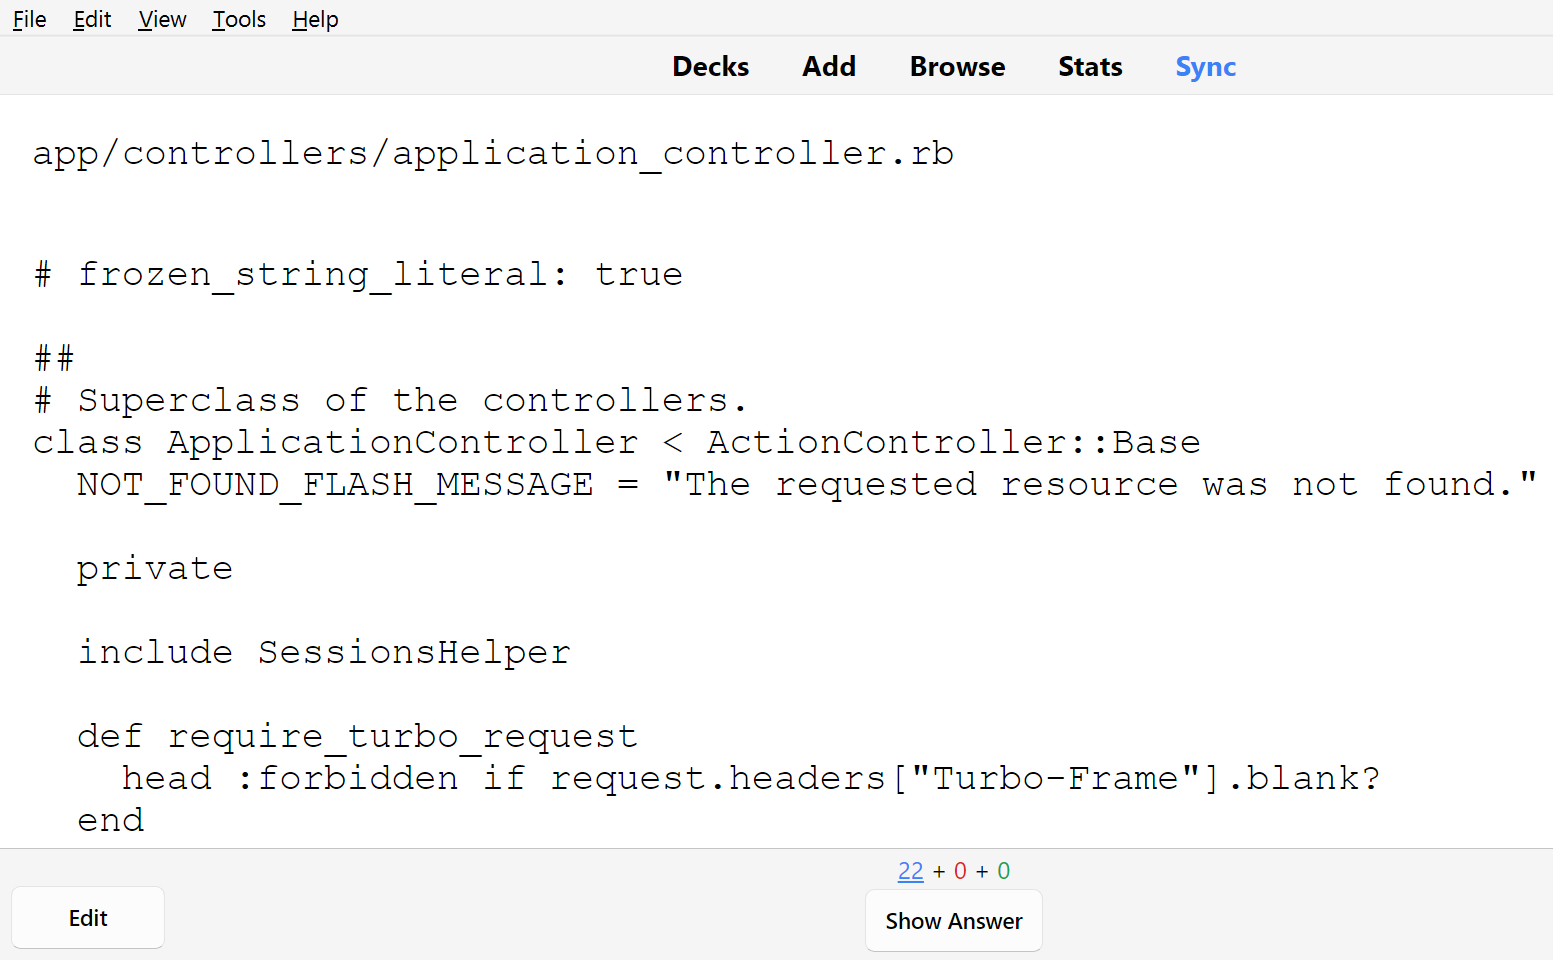 File Edit View Tools Help
Decks Add Browse Stats Sync
app/controllers/application_controller.rb
# frozen_string_literal: true
##
# Superclass of the controllers.
class ApplicationController < ActionController::Base
  NOT_FOUND_FLASH_MESSAGE = "The requested resource was not found."
  private
  include SessionsHelper
  def require_turbo_request
    head :forbidden if request.headers["Turbo-Frame"].blank?
  end
22 + 0 + 0
Edit
Show Answer